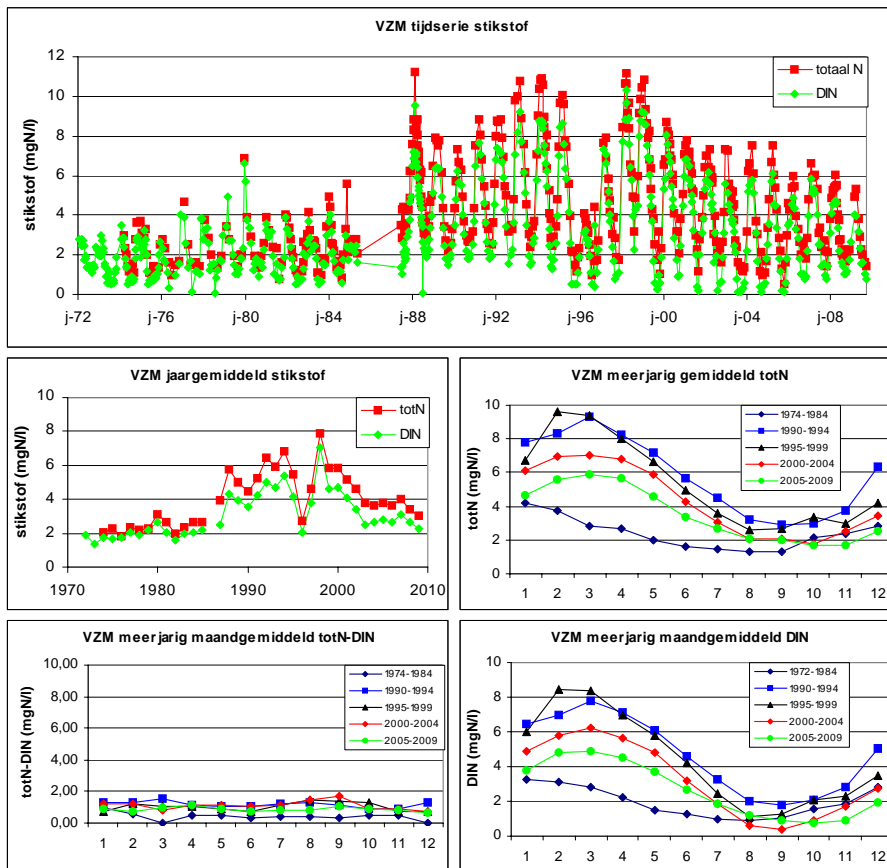 VZM tijdserie stikstof
stikstof (mgN/l)
12
10
8
6
4
2
0
totaal N
DIN
j-72 j-76 j-80 j-84 j-88 j-92 j-96 j-00 j-04 j-08
VZM jaargemiddeld stikstof
stikstof (mgN/l)
10
8
6
4
2
0
totN
DIN
1970 1980 1990 2000 2010
VZM meerjarig gemiddeld totN
totN (mgN/l)
10
8
6
4
2
0
1974-1984
1990-1994
1995-1999
2000-2004
2005-2009
1 2 3 4 5 6 7 8 9 10 11 12
VZM meerjarig maandgemiddeld totN-DIN
totN-DIN (mgN/l)
10,00
8,00
6,00
4,00
2,00
0,00
1974-1984
1990-1994
1995-1999
2000-2004
2005-2009
1 2 3 4 5 6 7 8 9 10 11 12
VZM meerjarig maandgemiddeld DIN
DIN (mgN/l)
10
8
6
4
2
0
1972-1984
1990-1994
1995-1999
2000-2004
2005-2009
1 2 3 4 5 6 7 8 9 10 11 12